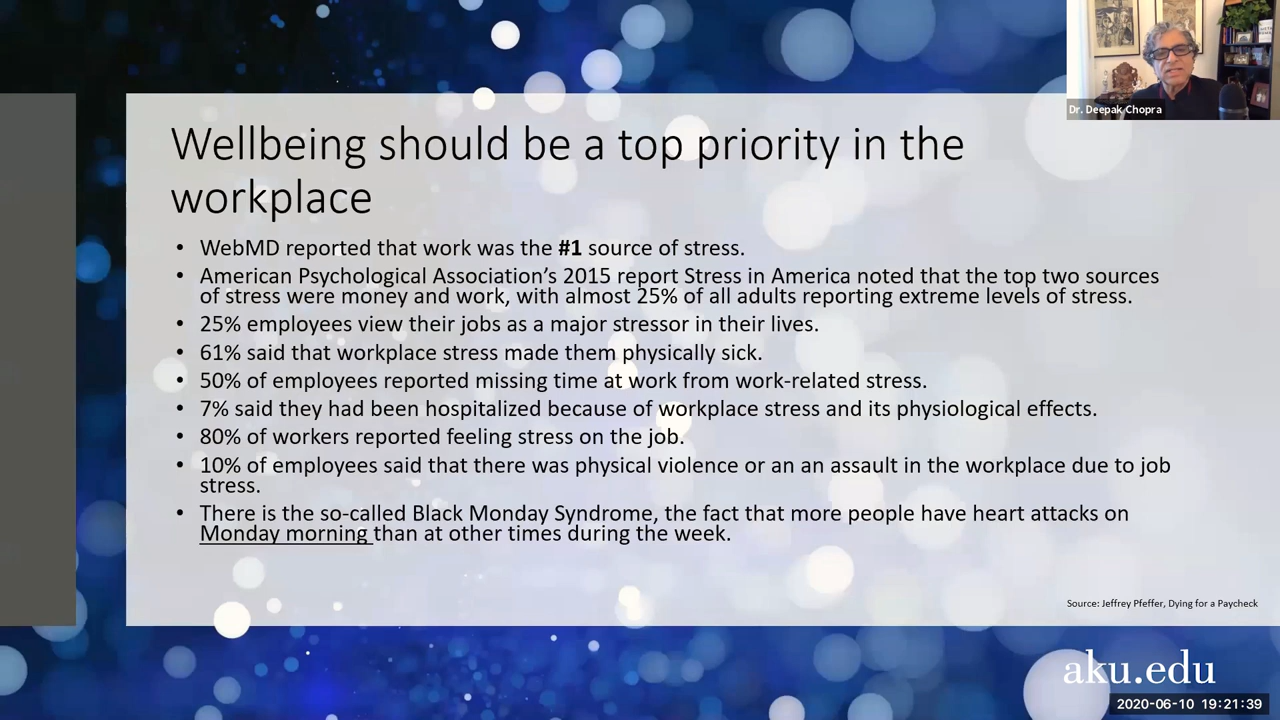 Dr. Deepak Chopra
Wellbeing should be a top priority in the
workplace
• WebMD reported that work was the #1 source of stress.
• American Psychological Association’s 2015 report Stress in America noted that the top two sources
of stress were money and work, with almost 25% of all adults reporting extreme levels of stress.
• 25% employees view their jobs as a major stressor in their lives.
• 61% said that workplace stress made them physically sick.
• 50% of employees reported missing time at work from work-related stress.
• 7% said they had been hospitalized because of workplace stress and its physiological effects.
• 80% of workers reported feeling stress on the job.
• 10% of employees said that there was physical violence or an an assault in the workplace due to job
stress.
• There is the so-called Black Monday Syndrome, the fact that more people have heart attacks on
Monday morning than at other times during the week.
Source: Jeffrey Pfeffer, Dying for a Paycheck
aku.edu
2020-06-10 19:21:39